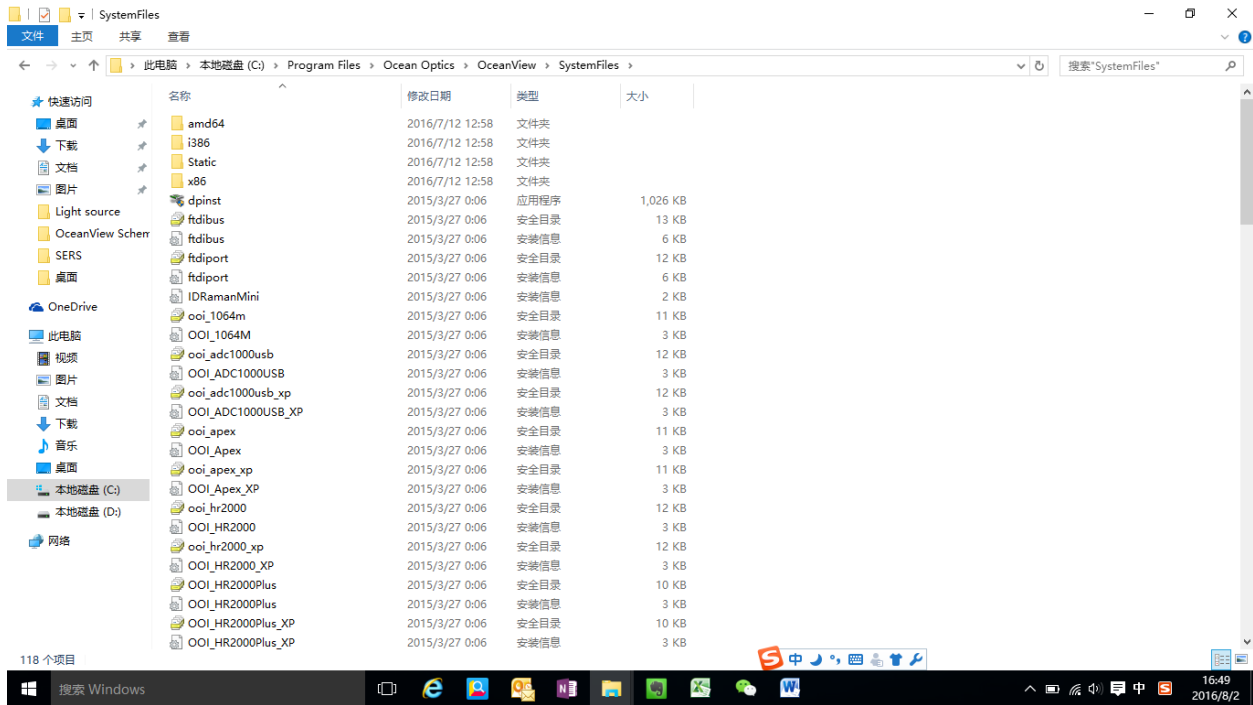 SystemFiles
文件 主页 共享 查看
此电脑 本地磁盘 (C:) Program Files Ocean Optics OceanView SystemFiles 搜索"SystemFiles"
名称 修改日期 类型 大小
快速访问
桌面
下载
文档
图片
Light source
OceanView Schem
SERS
桌面
OneDrive
此电脑
视频
图片
文档
下载
音乐
桌面
本地磁盘 (C:)
本地磁盘 (D:)
网络
amd64 2016/7/12 12:58 文件夹
i386 2016/7/12 12:58 文件夹
Static 2016/7/12 12:58 文件夹
x86 2016/7/12 12:58 文件夹
dpinst 2015/3/27 0:06 应用程序 1,026 KB
ftdibus 2015/3/27 0:06 安全目录 13 KB
ftdibus 2015/3/27 0:06 安装信息 6 KB
ftdiport 2015/3/27 0:06 安全目录 12 KB
ftdiport 2015/3/27 0:06 安装信息 6 KB
IDRamanMini 2015/3/27 0:06 安装信息 2 KB
ooi_1064m 2015/3/27 0:06 安全目录 11 KB
OOI_1064M 2015/3/27 0:06 安装信息 3 KB
ooi_adc1000usb 2015/3/27 0:06 安全目录 12 KB
OOI_ADC1000USB 2015/3/27 0:06 安装信息 3 KB
ooi_adc1000usb_xp 2015/3/27 0:06 安全目录 12 KB
OOI_ADC1000USB_XP 2015/3/27 0:06 安装信息 3 KB
ooi_apex 2015/3/27 0:06 安全目录 11 KB
OOI_Apex 2015/3/27 0:06 安装信息 3 KB
ooi_apex_xp 2015/3/27 0:06 安全目录 11 KB
OOI_Apex_XP 2015/3/27 0:06 安装信息 3 KB
ooi_hr2000 2015/3/27 0:06 安全目录 12 KB
OOI_HR2000 2015/3/27 0:06 安装信息 3 KB
ooi_hr2000_xp 2015/3/27 0:06 安全目录 12 KB
OOI_HR2000_XP 2015/3/27 0:06 安装信息 3 KB
OOI_HR2000Plus 2015/3/27 0:06 安全目录 10 KB
OOI_HR2000Plus 2015/3/27 0:06 安装信息 3 KB
OOI_HR2000Plus_XP 2015/3/27 0:06 安全目录 10 KB
OOI_HR2000Plus_XP 2015/3/27 0:06 安装信息 3 KB
118 个项目
中
搜索 Windows
中
16:49
2016/8/2